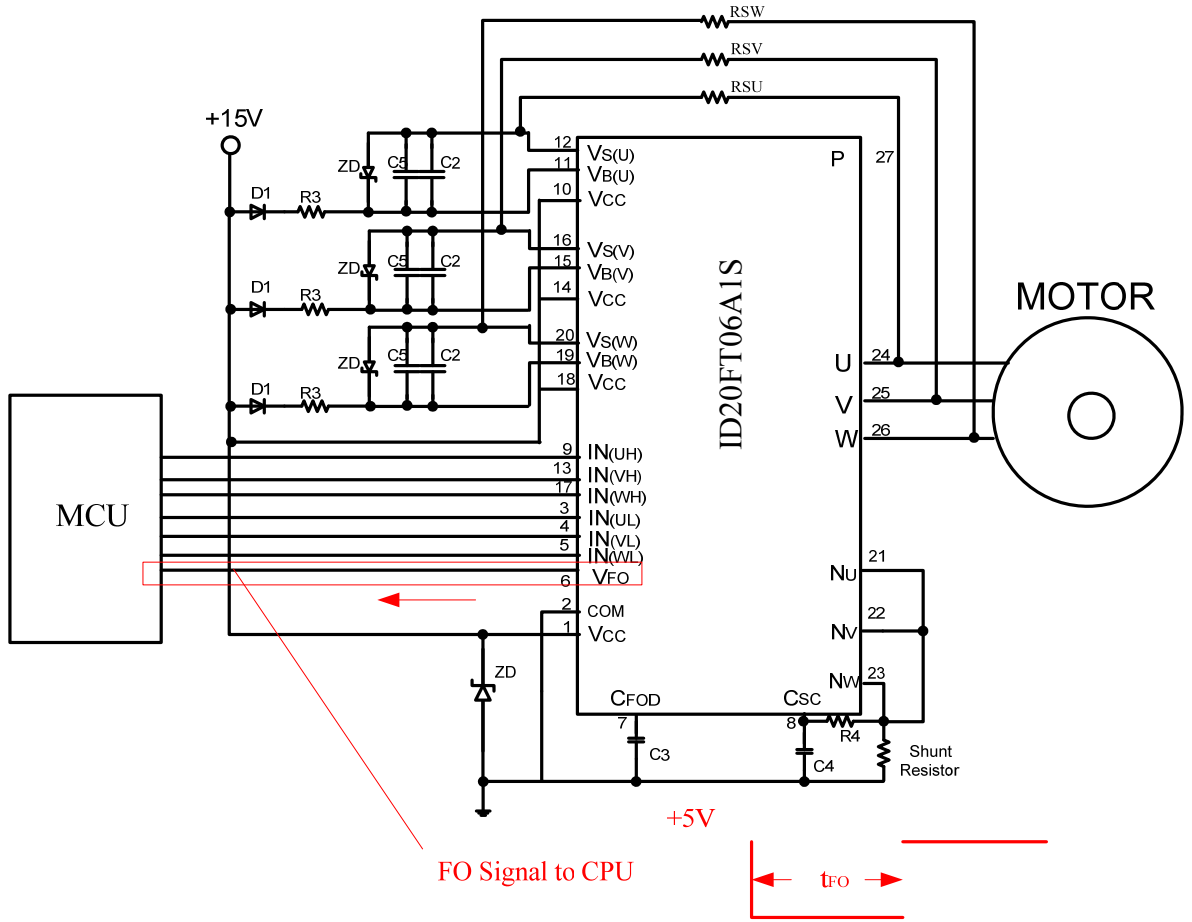 RSW
RSV
RSU
+15V
D1
R3
ZD
C5
C2
D1
R3
ZD
C5
C2
D1
R3
ZD
C5
C2
12
VS(U)
11
VB(U)
10
VCC
16
VS(V)
15
VB(V)
14
VCC
20
VS(W)
19
VB(W)
18
VCC
9
IN(UH)
13
IN(VH)
17
IN(WH)
3
IN(UL)
4
IN(VL)
5
IN(WL)
6
VFO
2
COM
1
VCC
MCU
ID20FT06A1S
P
27
U
24
V
25
W
26
MOTOR
NU
21
NV
22
NW
23
CFOD
7
C3
CSC
8
C4
R4
Shunt
Resistor
ZD
+5V
FO Signal to CPU
tFO